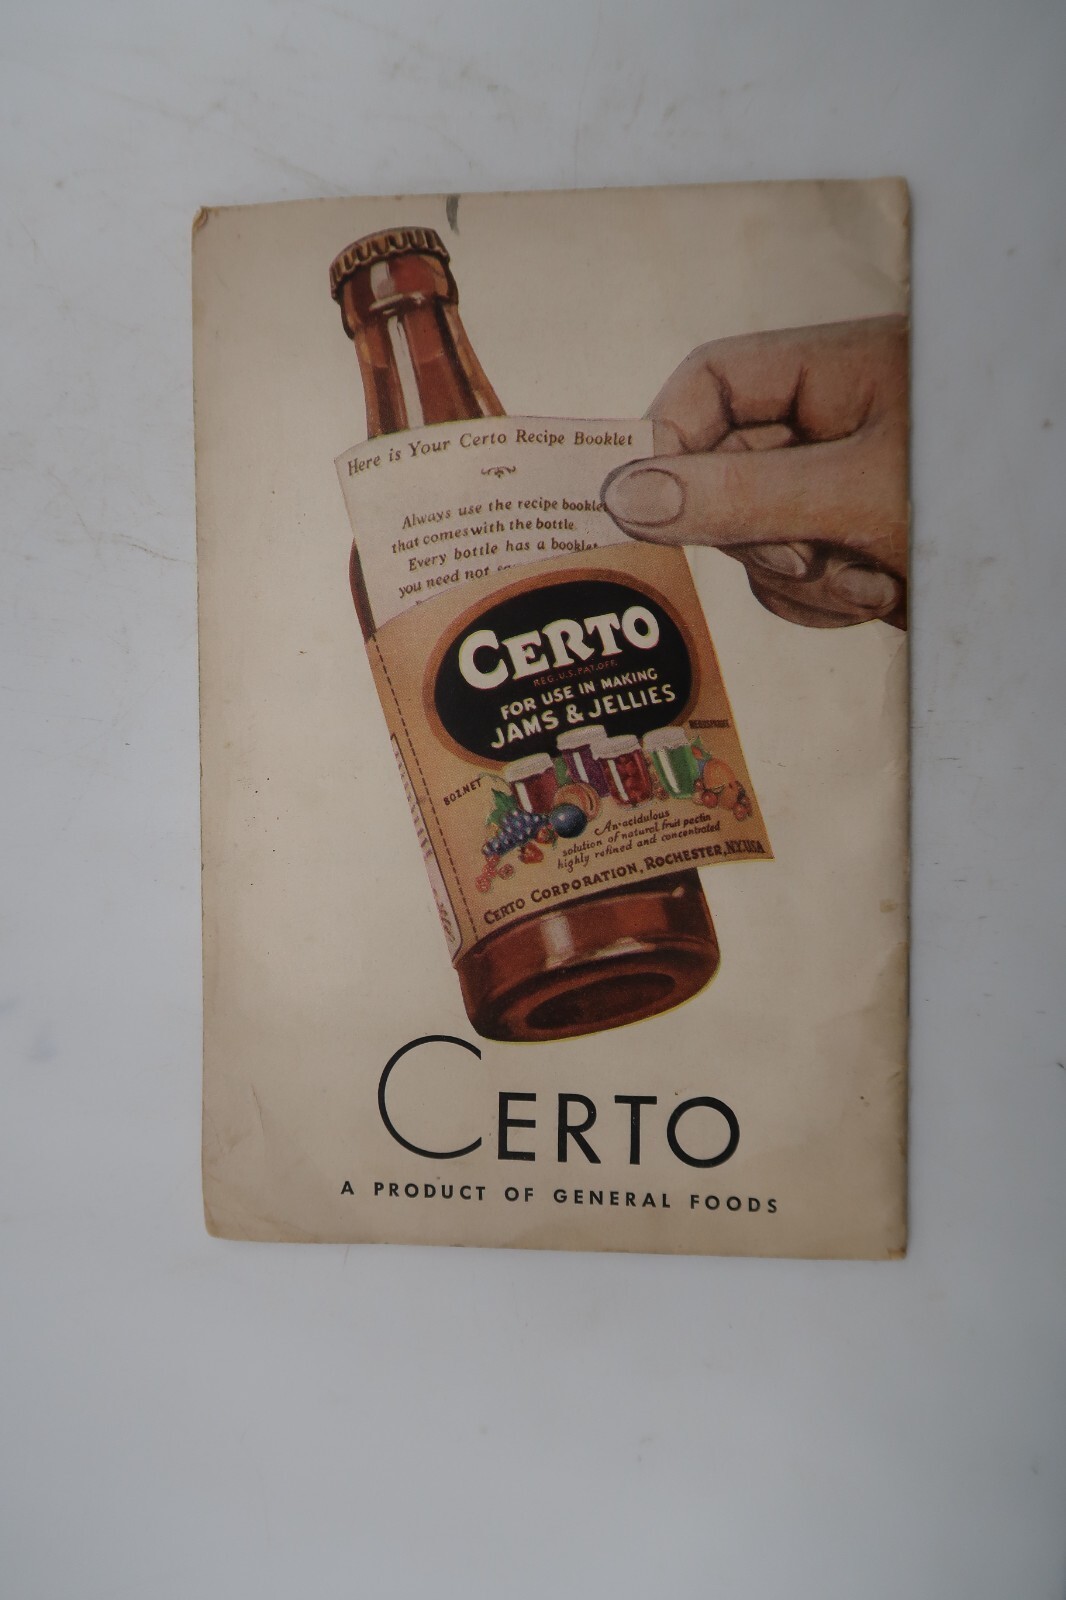 Here is Your Certo Recipe Booklet
Always use the recipe booklet
that comes with the bottle
Every bottle has a booklet
you need not
CERTO
REG. U.S. PAT. OFF.
FOR USE IN MAKING
JAMS & JELLIES
8 OZ. NET
An acidulous
solution of natural fruit pectin
highly refined and concentrated
CERTO CORPORATION, ROCHESTER, N.Y. USA
CERTO
A PRODUCT OF GENERAL FOODS